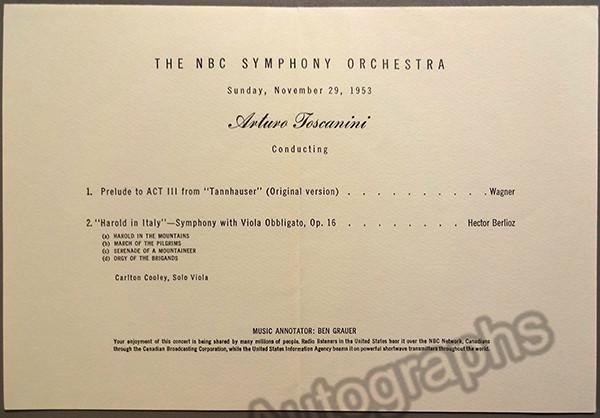 THE NBC SYMPHONY ORCHESTRA
Sunday, November 29, 1953
Arturo Toscanini
Conducting
1. Prelude to ACT III from "Tannhauser" (Original version) . . . . . . . . . . Wagner
2. "Harold in Italy"—Symphony with Viola Obbligato, Op. 16 . . . . . . . . Hector Berlioz
(a) HAROLD IN THE MOUNTAINS
(b) MARCH OF THE PILGRIMS
(c) SERENADE OF A MOUNTAINEER
(d) ORGY OF THE BRIGANDS
Carlton Cooley, Solo Viola
MUSIC ANNOTATOR: BEN GRAUER
Your enjoyment of this concert is being shared by many millions of people. Radio listeners in the United States hear it over the NBC Network, Canadians
through the Canadian Broadcasting Corporation, while the United States Information Agency beams it on powerful shortwave transmitters throughout the world.
Autographs